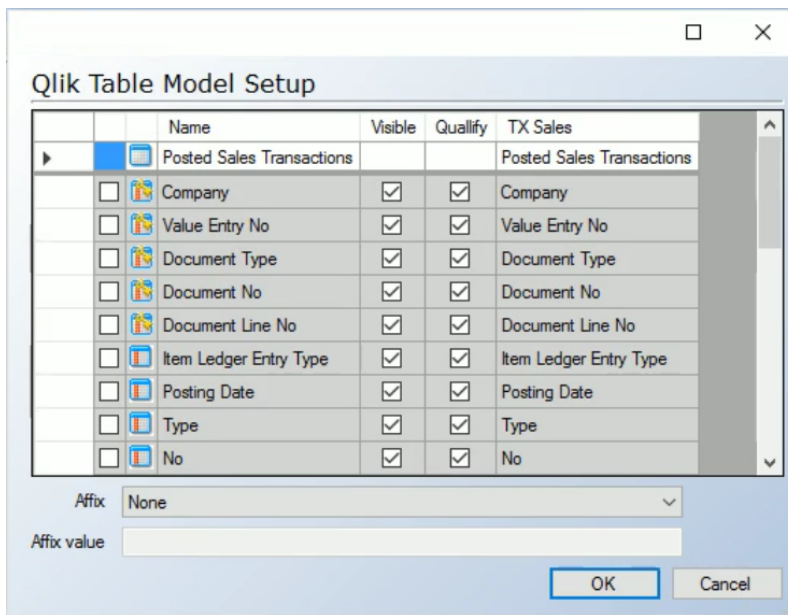 Qlik Table Model Setup
Name Visible Quallify TX Sales
Posted Sales Transactions Posted Sales Transactions
Company Company
Value Entry No Value Entry No
Document Type Document Type
Document No Document No
Document Line No Document Line No
Item Ledger Entry Type Item Ledger Entry Type
Posting Date Posting Date
Type Type
No No
Affix None
Affix value
OK Cancel